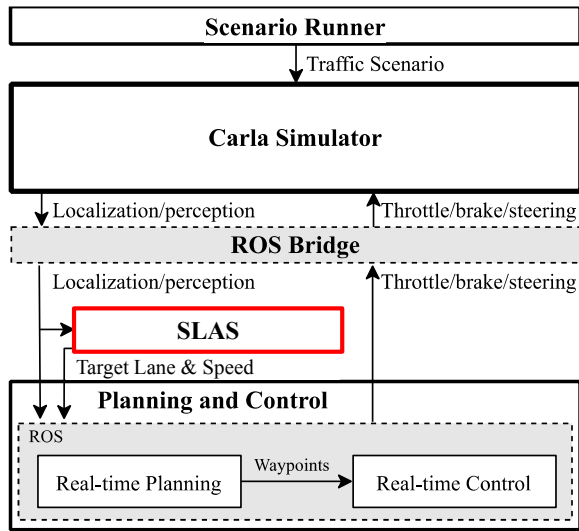 Scenario Runner
Traffic Scenario
Carla Simulator
Localization/perception
Throttle/brake/steering
ROS Bridge
Localization/perception
Throttle/brake/steering
SLAS
Target Lane & Speed
Planning and Control
ROS
Real-time Planning
Waypoints
Real-time Control